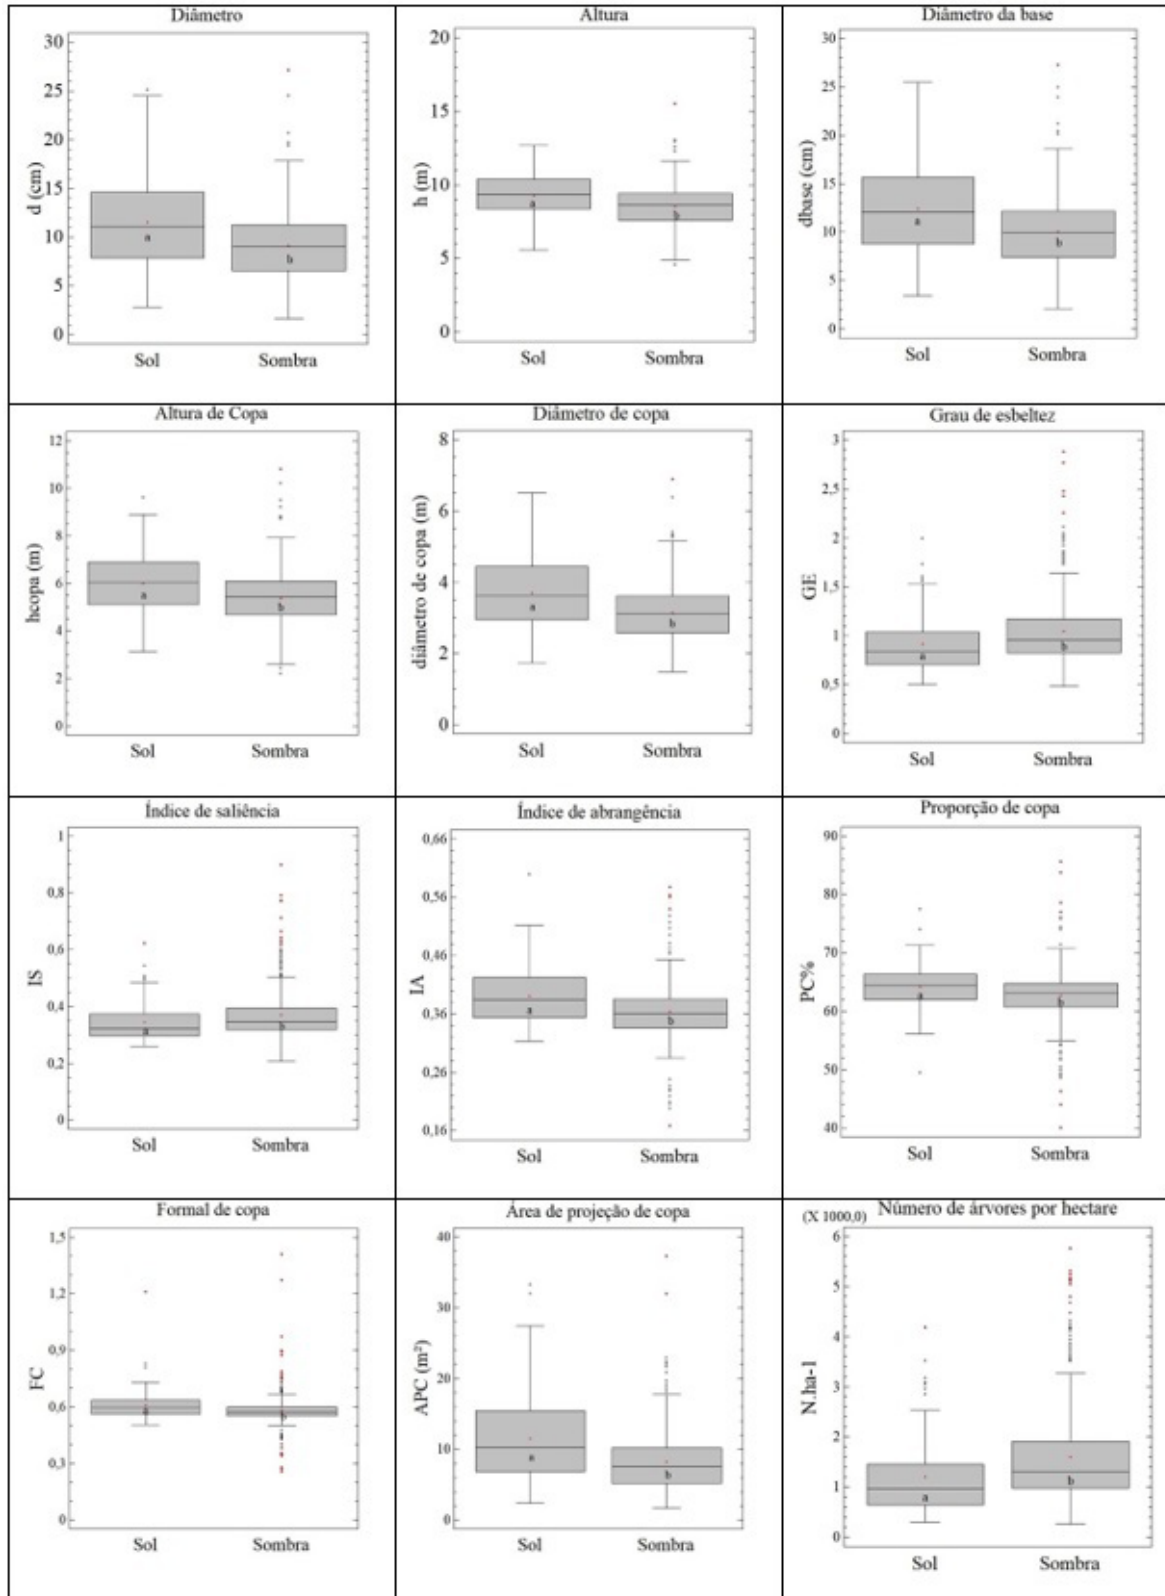 Diâmetro
30
25
20
15
10
5
0
d (cm)
a
b
Sol Sombra
Altura
20
15
10
5
0
h (m)
a
b
Sol Sombra
Diâmetro da base
30
25
20
15
10
5
0
dbase (cm)
a
b
Sol Sombra
Altura de Copa
12
10
8
6
4
2
0
hcopa (m)
a
b
Sol Sombra
Diâmetro de copa
8
6
4
2
0
diâmetro de copa (m)
a
b
Sol Sombra
Grau de esbeltez
3
2,5
2
1,5
1
0,5
0
GE
a
b
Sol Sombra
Índice de saliência
1
0,8
0,6
0,4
0,2
0
IS
a
b
Sol Sombra
Índice de abrangência
0,66
0,56
0,46
0,36
0,26
0,16
IA
a
b
Sol Sombra
Proporção de copa
90
80
70
60
50
40
PC%
a
b
Sol Sombra
Formal de copa
1,5
1,2
0,9
0,6
0,3
0
FC
a
b
Sol Sombra
Área de projeção de copa
40
30
20
10
0
APC (m²)
a
b
Sol Sombra
(X 1000,0) Número de árvores por hectare
6
5
4
3
2
1
0
N.ha-1
a
b
Sol Sombra